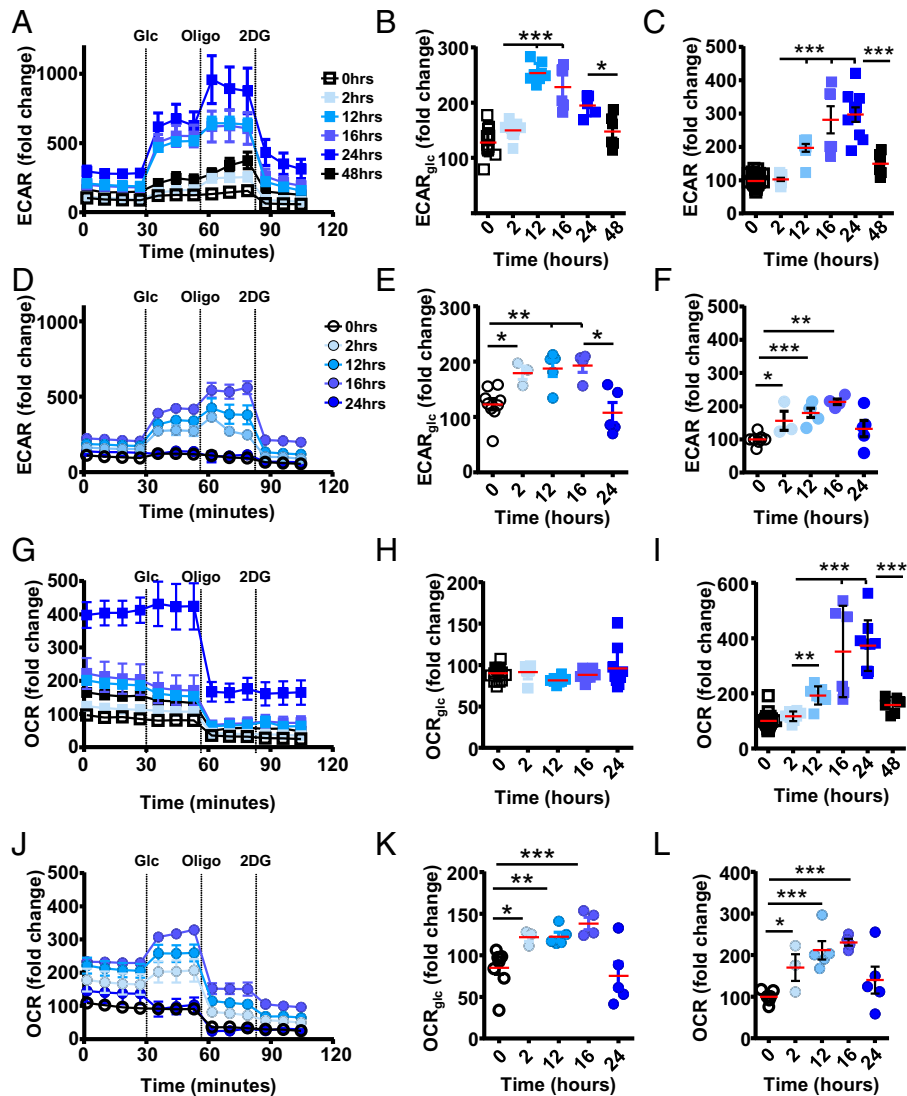 A
Glc Oligo 2DG
ECAR (fold change)
1000
500
0
0 30 60 90 120
Time (minutes)
0hrs
2hrs
12hrs
16hrs
24hrs
48hrs
B
*** *
ECARglc (fold change)
300
200
100
0 2 12 16 24 48
Time (hours)
C
*** ***
ECAR (fold change)
500
400
300
200
100
0
0 2 12 16 24 48
Time (hours)
D
Glc Oligo 2DG
ECAR (fold change)
1000
500
0
0 30 60 90 120
Time (minutes)
0hrs
2hrs
12hrs
16hrs
24hrs
E
** * *
ECARglc (fold change)
300
200
100
0
0 2 12 16 24
Time (hours)
F
** *** *
ECAR (fold change)
500
400
300
200
100
0
0 2 12 16 24
Time (hours)
G
Glc Oligo 2DG
OCR (fold change)
500
400
300
200
100
0
0 30 60 90 120
Time (minutes)
H
OCRglc (fold change)
200
150
100
50
0
0 2 12 16 24
Time (hours)
I
*** *** **
OCR (fold change)
600
400
200
0
0 2 12 16 24 48
Time (hours)
J
Glc Oligo 2DG
OCR (fold change)
500
400
300
200
100
0
0 30 60 90 120
Time (minutes)
K
*** ** *
OCRglc (fold change)
200
150
100
50
0
0 2 12 16 24
Time (hours)
L
*** *** *
OCR (fold change)
400
300
200
100
0
0 2 12 16 24
Time (hours)